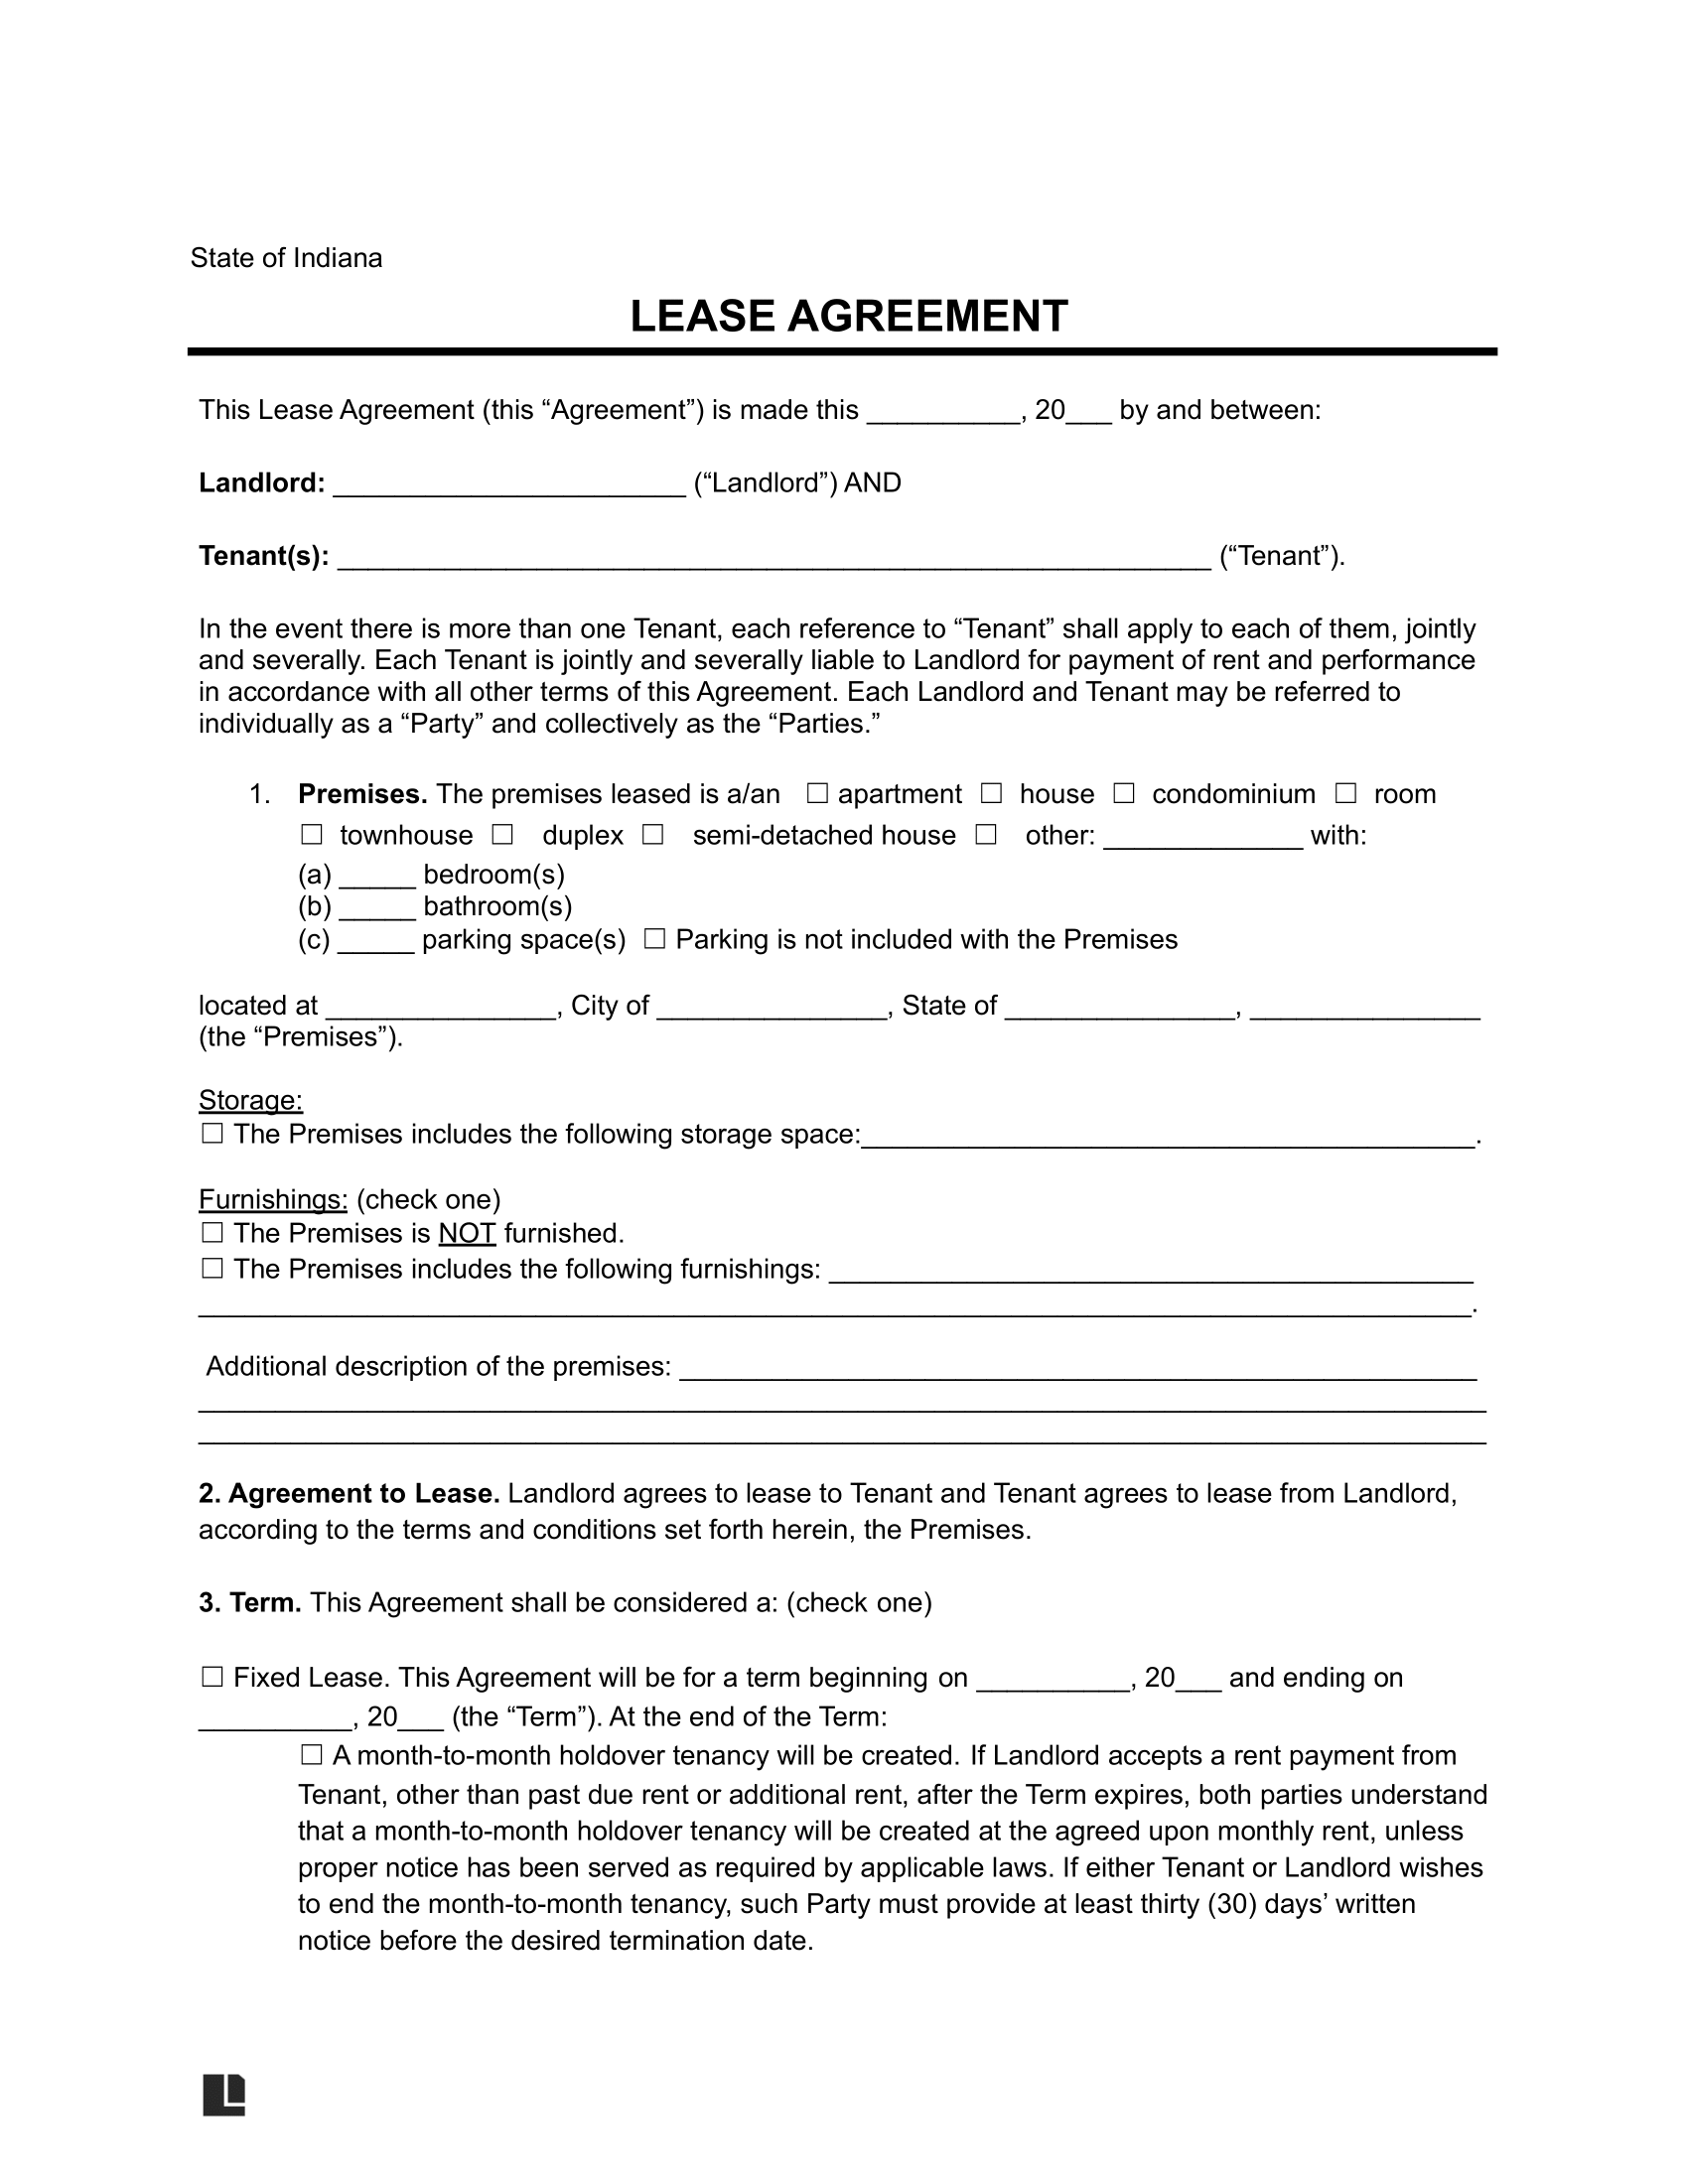 State of Indiana
LEASE AGREEMENT
This Lease Agreement (this “Agreement”) is made this __________, 20___ by and between:
Landlord: _______________________ (“Landlord”) AND
Tenant(s): _________________________________________________________ (“Tenant”).
In the event there is more than one Tenant, each reference to “Tenant” shall apply to each of them, jointly
and severally. Each Tenant is jointly and severally liable to Landlord for payment of rent and performance
in accordance with all other terms of this Agreement. Each Landlord and Tenant may be referred to
individually as a “Party” and collectively as the “Parties.”
1. Premises. The premises leased is a/an ☐ apartment ☐ house ☐ condominium ☐ room
☐ townhouse ☐ duplex ☐ semi-detached house ☐ other: _____________ with:
(a) _____ bedroom(s)
(b) _____ bathroom(s)
(c) _____ parking space(s) ☐ Parking is not included with the Premises
located at _______________, City of _______________, State of _______________, _______________
(the “Premises”).
Storage:
☐ The Premises includes the following storage space:________________________________________.
Furnishings: (check one)
☐ The Premises is NOT furnished.
☐ The Premises includes the following furnishings: __________________________________________
___________________________________________________________________________________.
Additional description of the premises: ____________________________________________________
____________________________________________________________________________________
____________________________________________________________________________________
2. Agreement to Lease. Landlord agrees to lease to Tenant and Tenant agrees to lease from Landlord,
according to the terms and conditions set forth herein, the Premises.
3. Term. This Agreement shall be considered a: (check one)
☐ Fixed Lease. This Agreement will be for a term beginning on __________, 20___ and ending on
__________, 20___ (the “Term”). At the end of the Term:
☐ A month-to-month holdover tenancy will be created. If Landlord accepts a rent payment from
Tenant, other than past due rent or additional rent, after the Term expires, both parties understand
that a month-to-month holdover tenancy will be created at the agreed upon monthly rent, unless
proper notice has been served as required by applicable laws. If either Tenant or Landlord wishes
to end the month-to-month tenancy, such Party must provide at least thirty (30) days’ written
notice before the desired termination date.